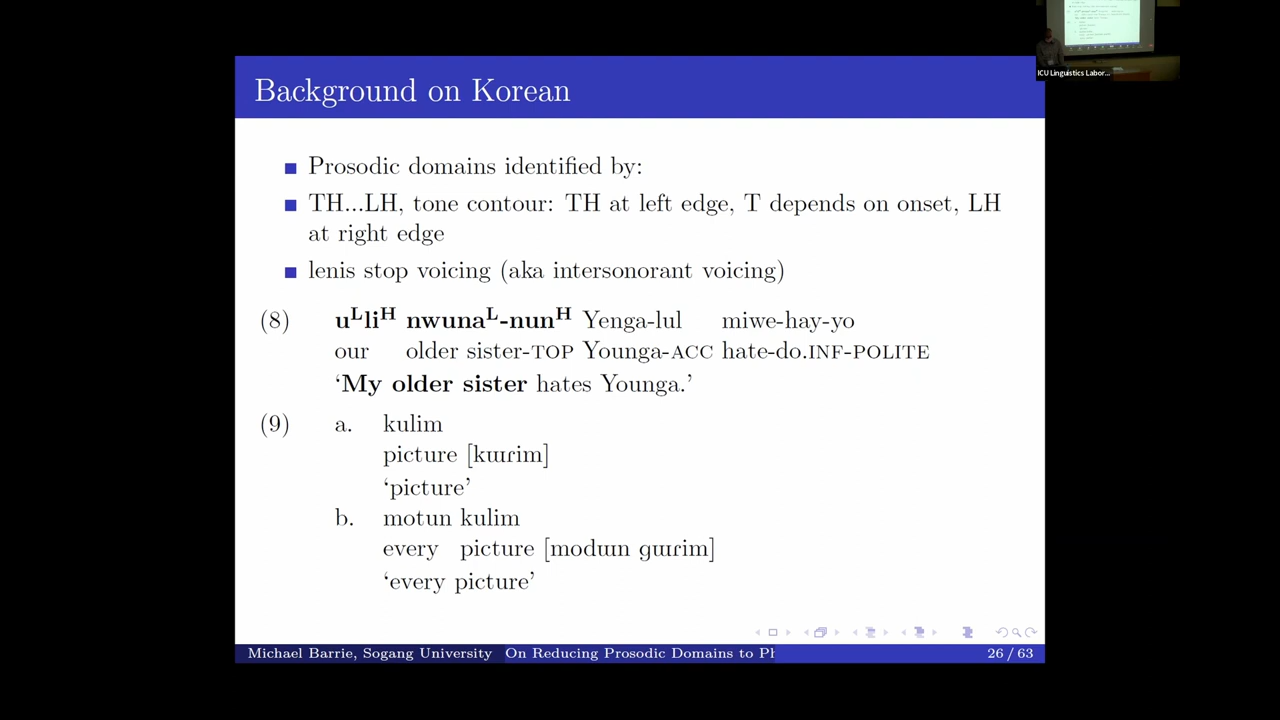 Background on Korean
Prosodic domains identified by:
TH...LH, tone contour: TH at left edge, T depends on onset, LH
at right edge
lenis stop voicing (aka intersonorant voicing)
(8) uᴸliᴴ nwunaᴸ-nunᴴ Yenga-lul miwe-hay-yo
our older sister-TOP Younga-ACC hate-do.INF-POLITE
‘My older sister hates Younga.’
(9) a. kulim
picture [kɯɾim]
‘picture’
b. motun kulim
every picture [modɯn ɡɯɾim]
‘every picture’
Michael Barrie, Sogang University On Reducing Prosodic Domains to Ph 26 / 63
ICU Linguistics Labor...